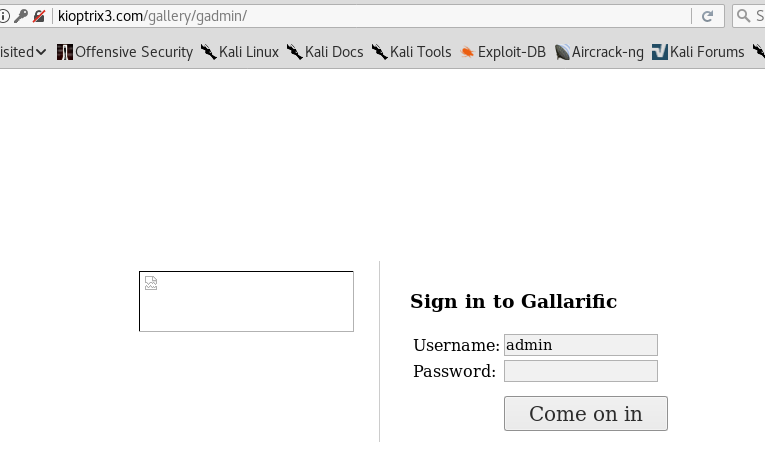 kioptrix3.com/gallery/gadmin/ S
isited Offensive Security Kali Linux Kali Docs Kali Tools Exploit-DB Aircrack-ng Kali Forums
Sign in to Gallarific
Username: admin
Password:
Come on in